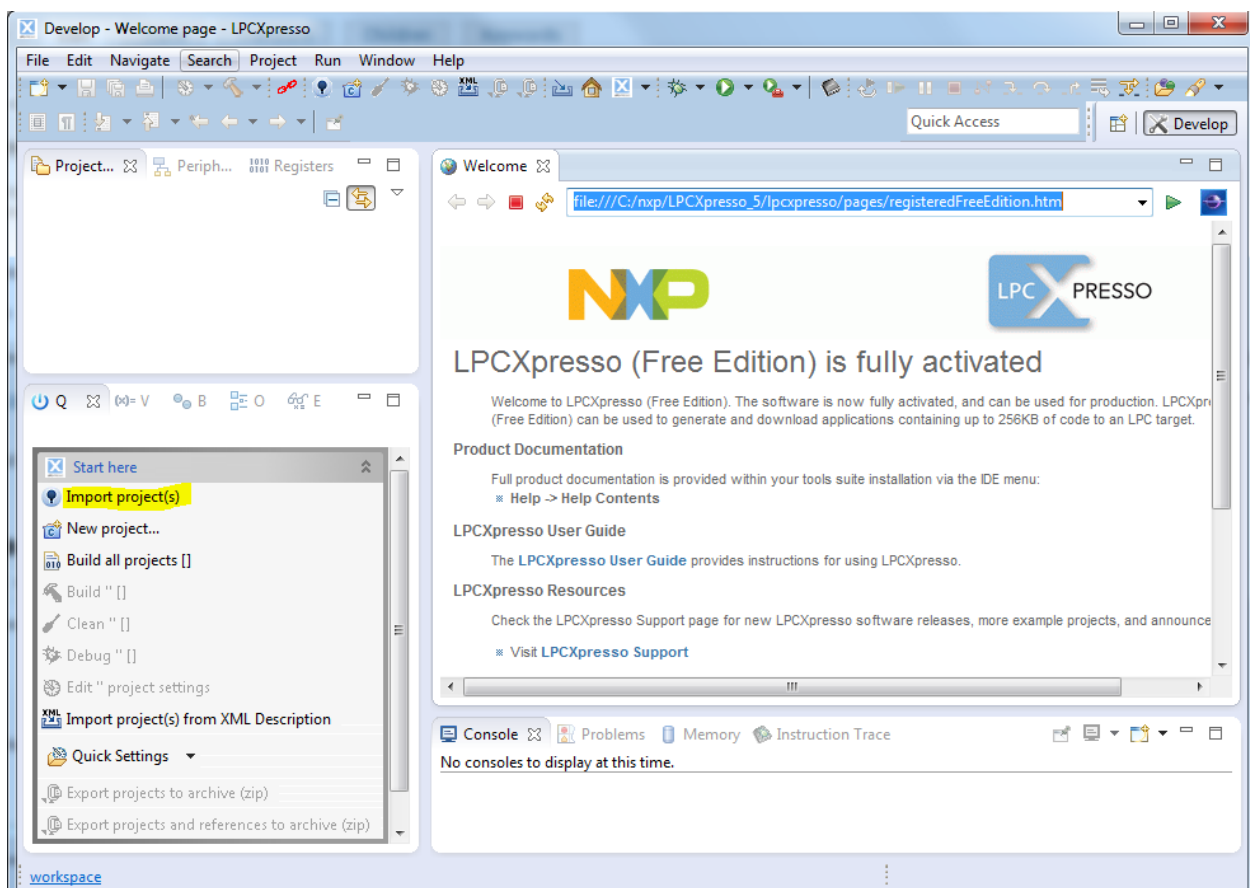 Develop - Welcome page - LPCXpresso
File Edit Navigate Search Project Run Window Help
Quick Access
Develop
Project... Periph... Registers
Welcome
file:///C:/nxp/LPCXpresso_5/lpcxpresso/pages/registeredFreeEdition.htm
NXP
LPC XPRESSO
LPCXpresso (Free Edition) is fully activated
Welcome to LPCXpresso (Free Edition). The software is now fully activated, and can be used for production. LPCXpr
(Free Edition) can be used to generate and download applications containing up to 256KB of code to an LPC target.
Product Documentation
Full product documentation is provided within your tools suite installation via the IDE menu:
Help -> Help Contents
LPCXpresso User Guide
The LPCXpresso User Guide provides instructions for using LPCXpresso.
LPCXpresso Resources
Check the LPCXpresso Support page for new LPCXpresso software releases, more example projects, and announce
Visit LPCXpresso Support
Q (x)= V B O E
Start here
Import project(s)
New project...
Build all projects []
Build '' []
Clean '' []
Debug '' []
Edit '' project settings
Import project(s) from XML Description
Quick Settings
Export projects to archive (zip)
Export projects and references to archive (zip)
Console Problems Memory Instruction Trace
No consoles to display at this time.
workspace